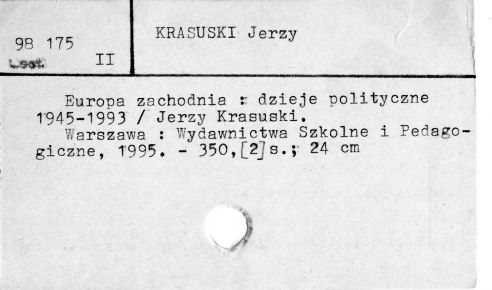 KRASUSKI Jerzy
98 175
II
Europa zachodnia : dzieje polityczne
1945-1993 / Jerzy Krasuski.
Warszawa : Wydawnictwa Szkolne i Pedago-
giczne, 1995. - 350,[2]s.; 24 cm